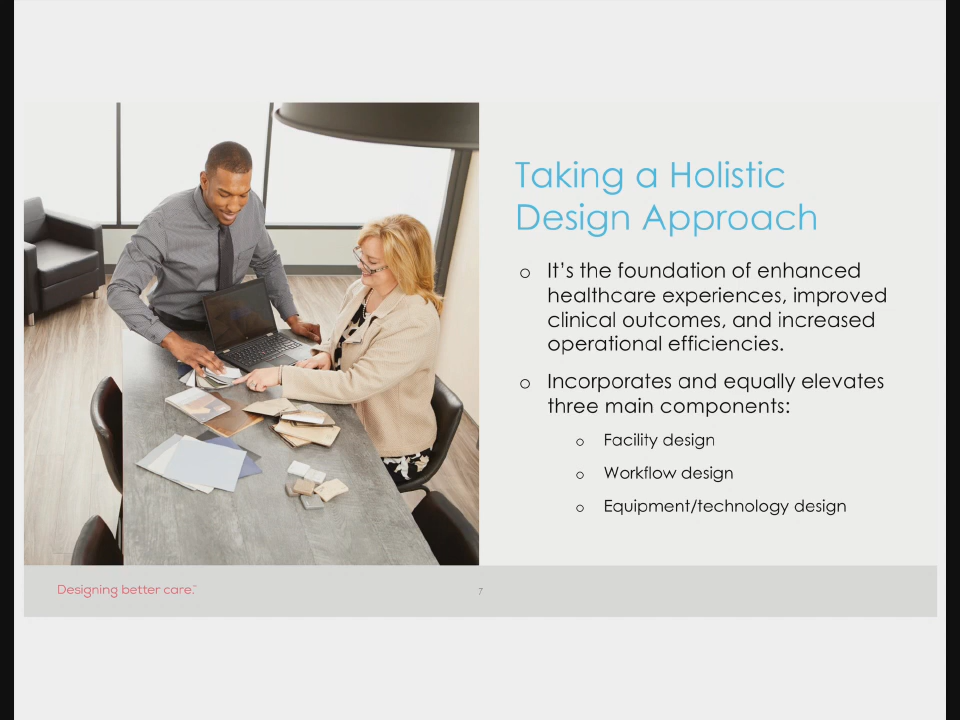 Taking a Holistic
Design Approach
o It's the foundation of enhanced
healthcare experiences, improved
clinical outcomes, and increased
operational efficiencies.
o Incorporates and equally elevates
three main components:
o Facility design
o Workflow design
o Equipment/technology design
Designing better care.™
7